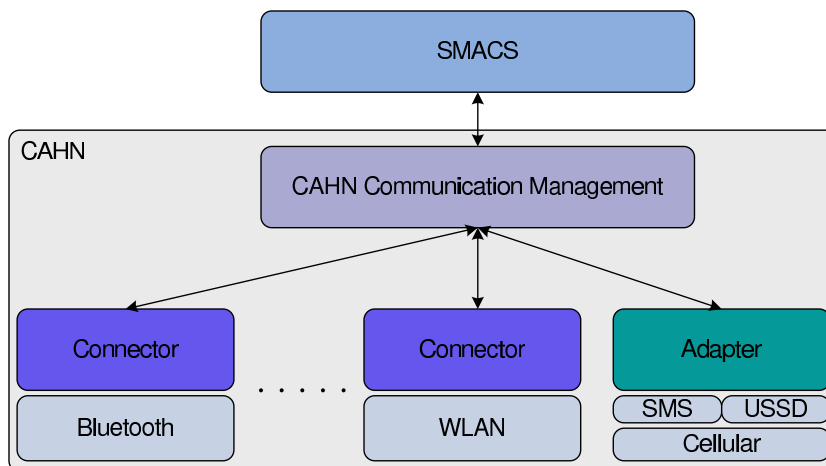 SMACS
CAHN
CAHN Communication Management
Connector
Connector
Adapter
. . . . .
SMS
USSD
Bluetooth
WLAN
Cellular